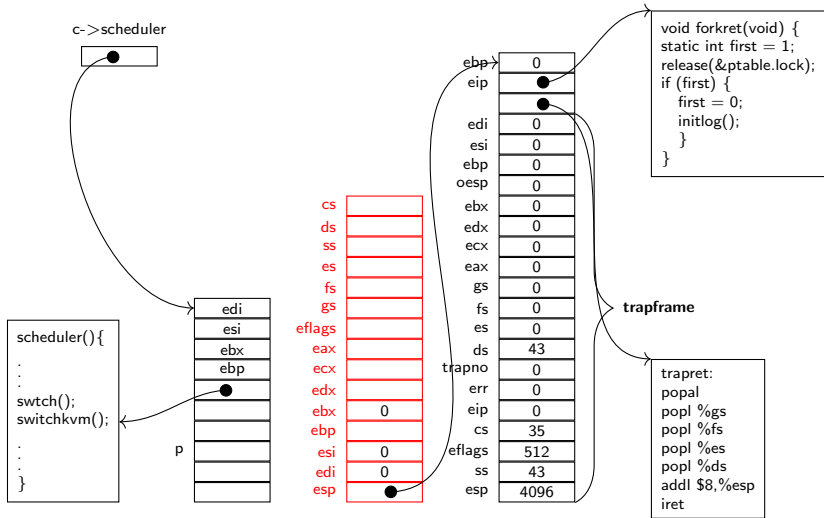 c->scheduler
edi
esi
ebx
ebp
p
scheduler(){
.
.
.
swtch();
switchkvm();
.
.
.
}
cs
ds
ss
es
fs
gs
eflags
eax
ecx
edx
ebx 0
ebp
esi 0
edi 0
esp
ebp 0
eip
edi 0
esi 0
ebp 0
oesp 0
ebx 0
edx 0
ecx 0
eax 0
gs 0
fs 0
es 0
ds 43
trapno 0
err 0
eip 0
cs 35
eflags 512
ss 43
esp 4096
void forkret(void) {
static int first = 1;
release(&ptable.lock);
if (first) {
first = 0;
initlog();
}
}
trapframe
trapret:
popal
popl %gs
popl %fs
popl %es
popl %ds
addl $8,%esp
iret